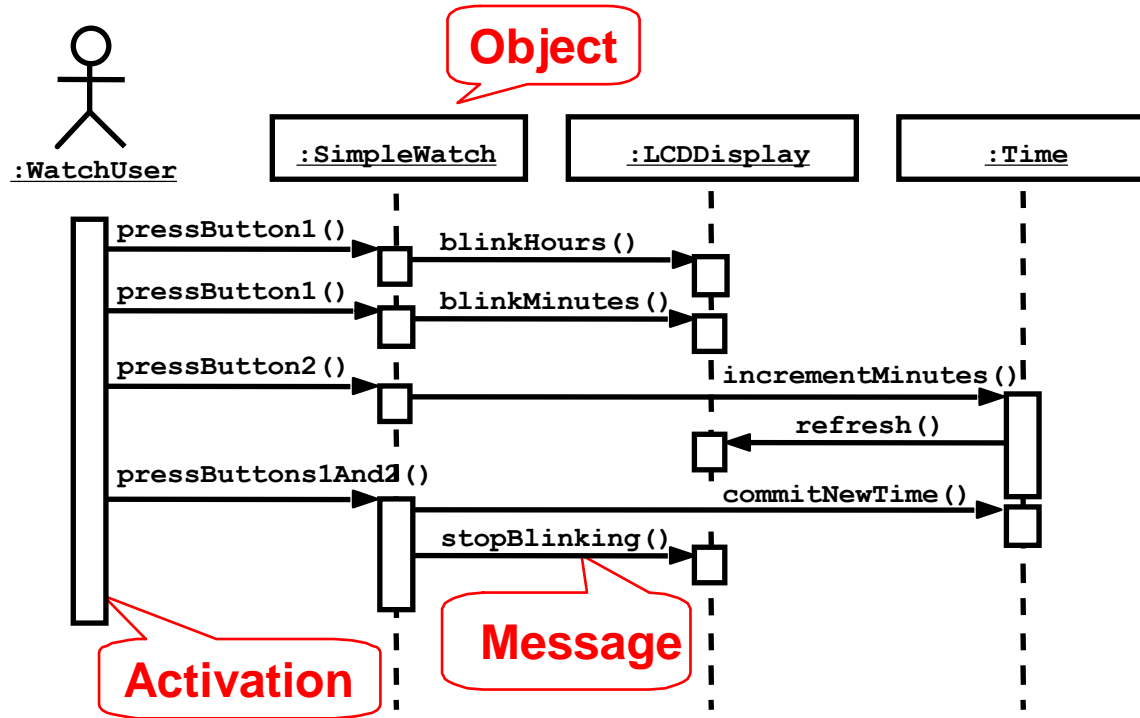 Object
:WatchUser
:SimpleWatch
:LCDDisplay
:Time
pressButton1()
blinkHours()
pressButton1()
blinkMinutes()
pressButton2()
incrementMinutes()
refresh()
pressButtons1And2()
commitNewTime()
stopBlinking()
Message
Activation